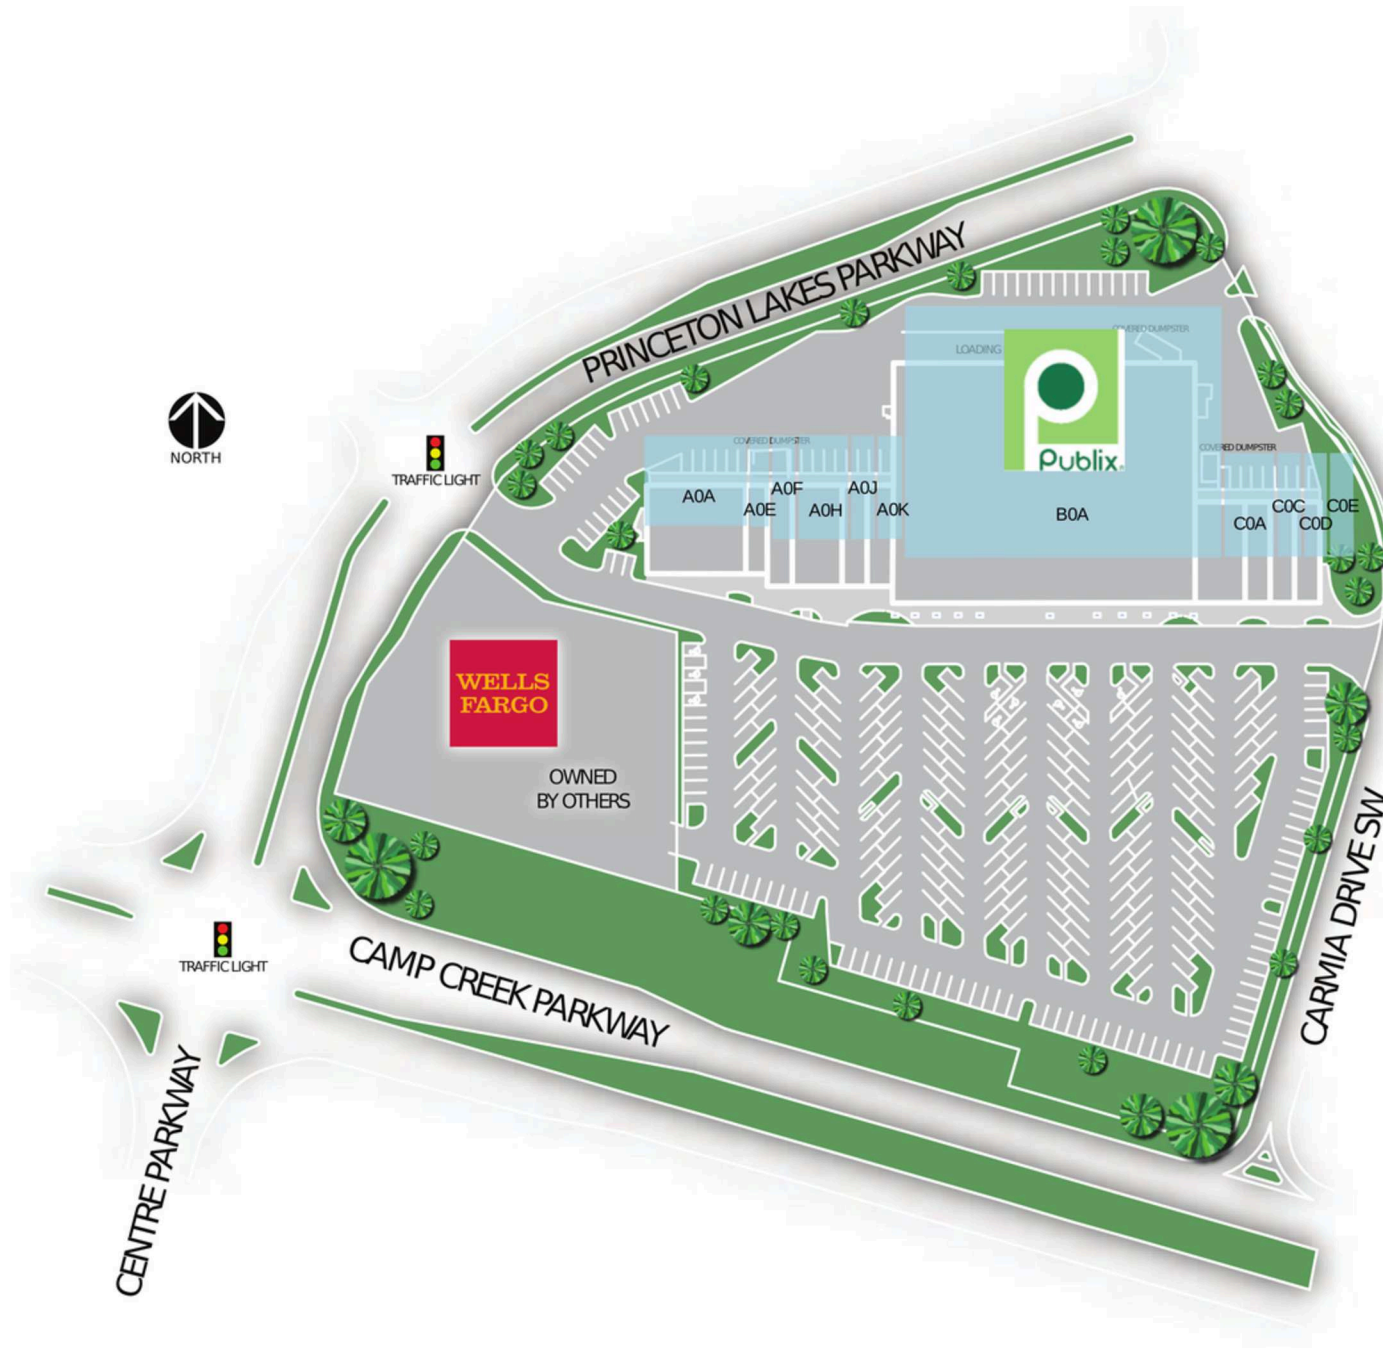 PRINCETON LAKES PARKWAY
COVERED DUMPSTER
LOADING
Publix.
NORTH
TRAFFIC LIGHT
COVERED DUMPSTER
COVERED DUMPSTER
A0A
A0E
A0F
A0H
A0J
A0K
B0A
C0A
C0C
C0D
C0E
WELLS
FARGO
OWNED
BY OTHERS
CARMIA DRIVE SW
TRAFFIC LIGHT
CAMP CREEK PARKWAY
CENTRE PARKWAY